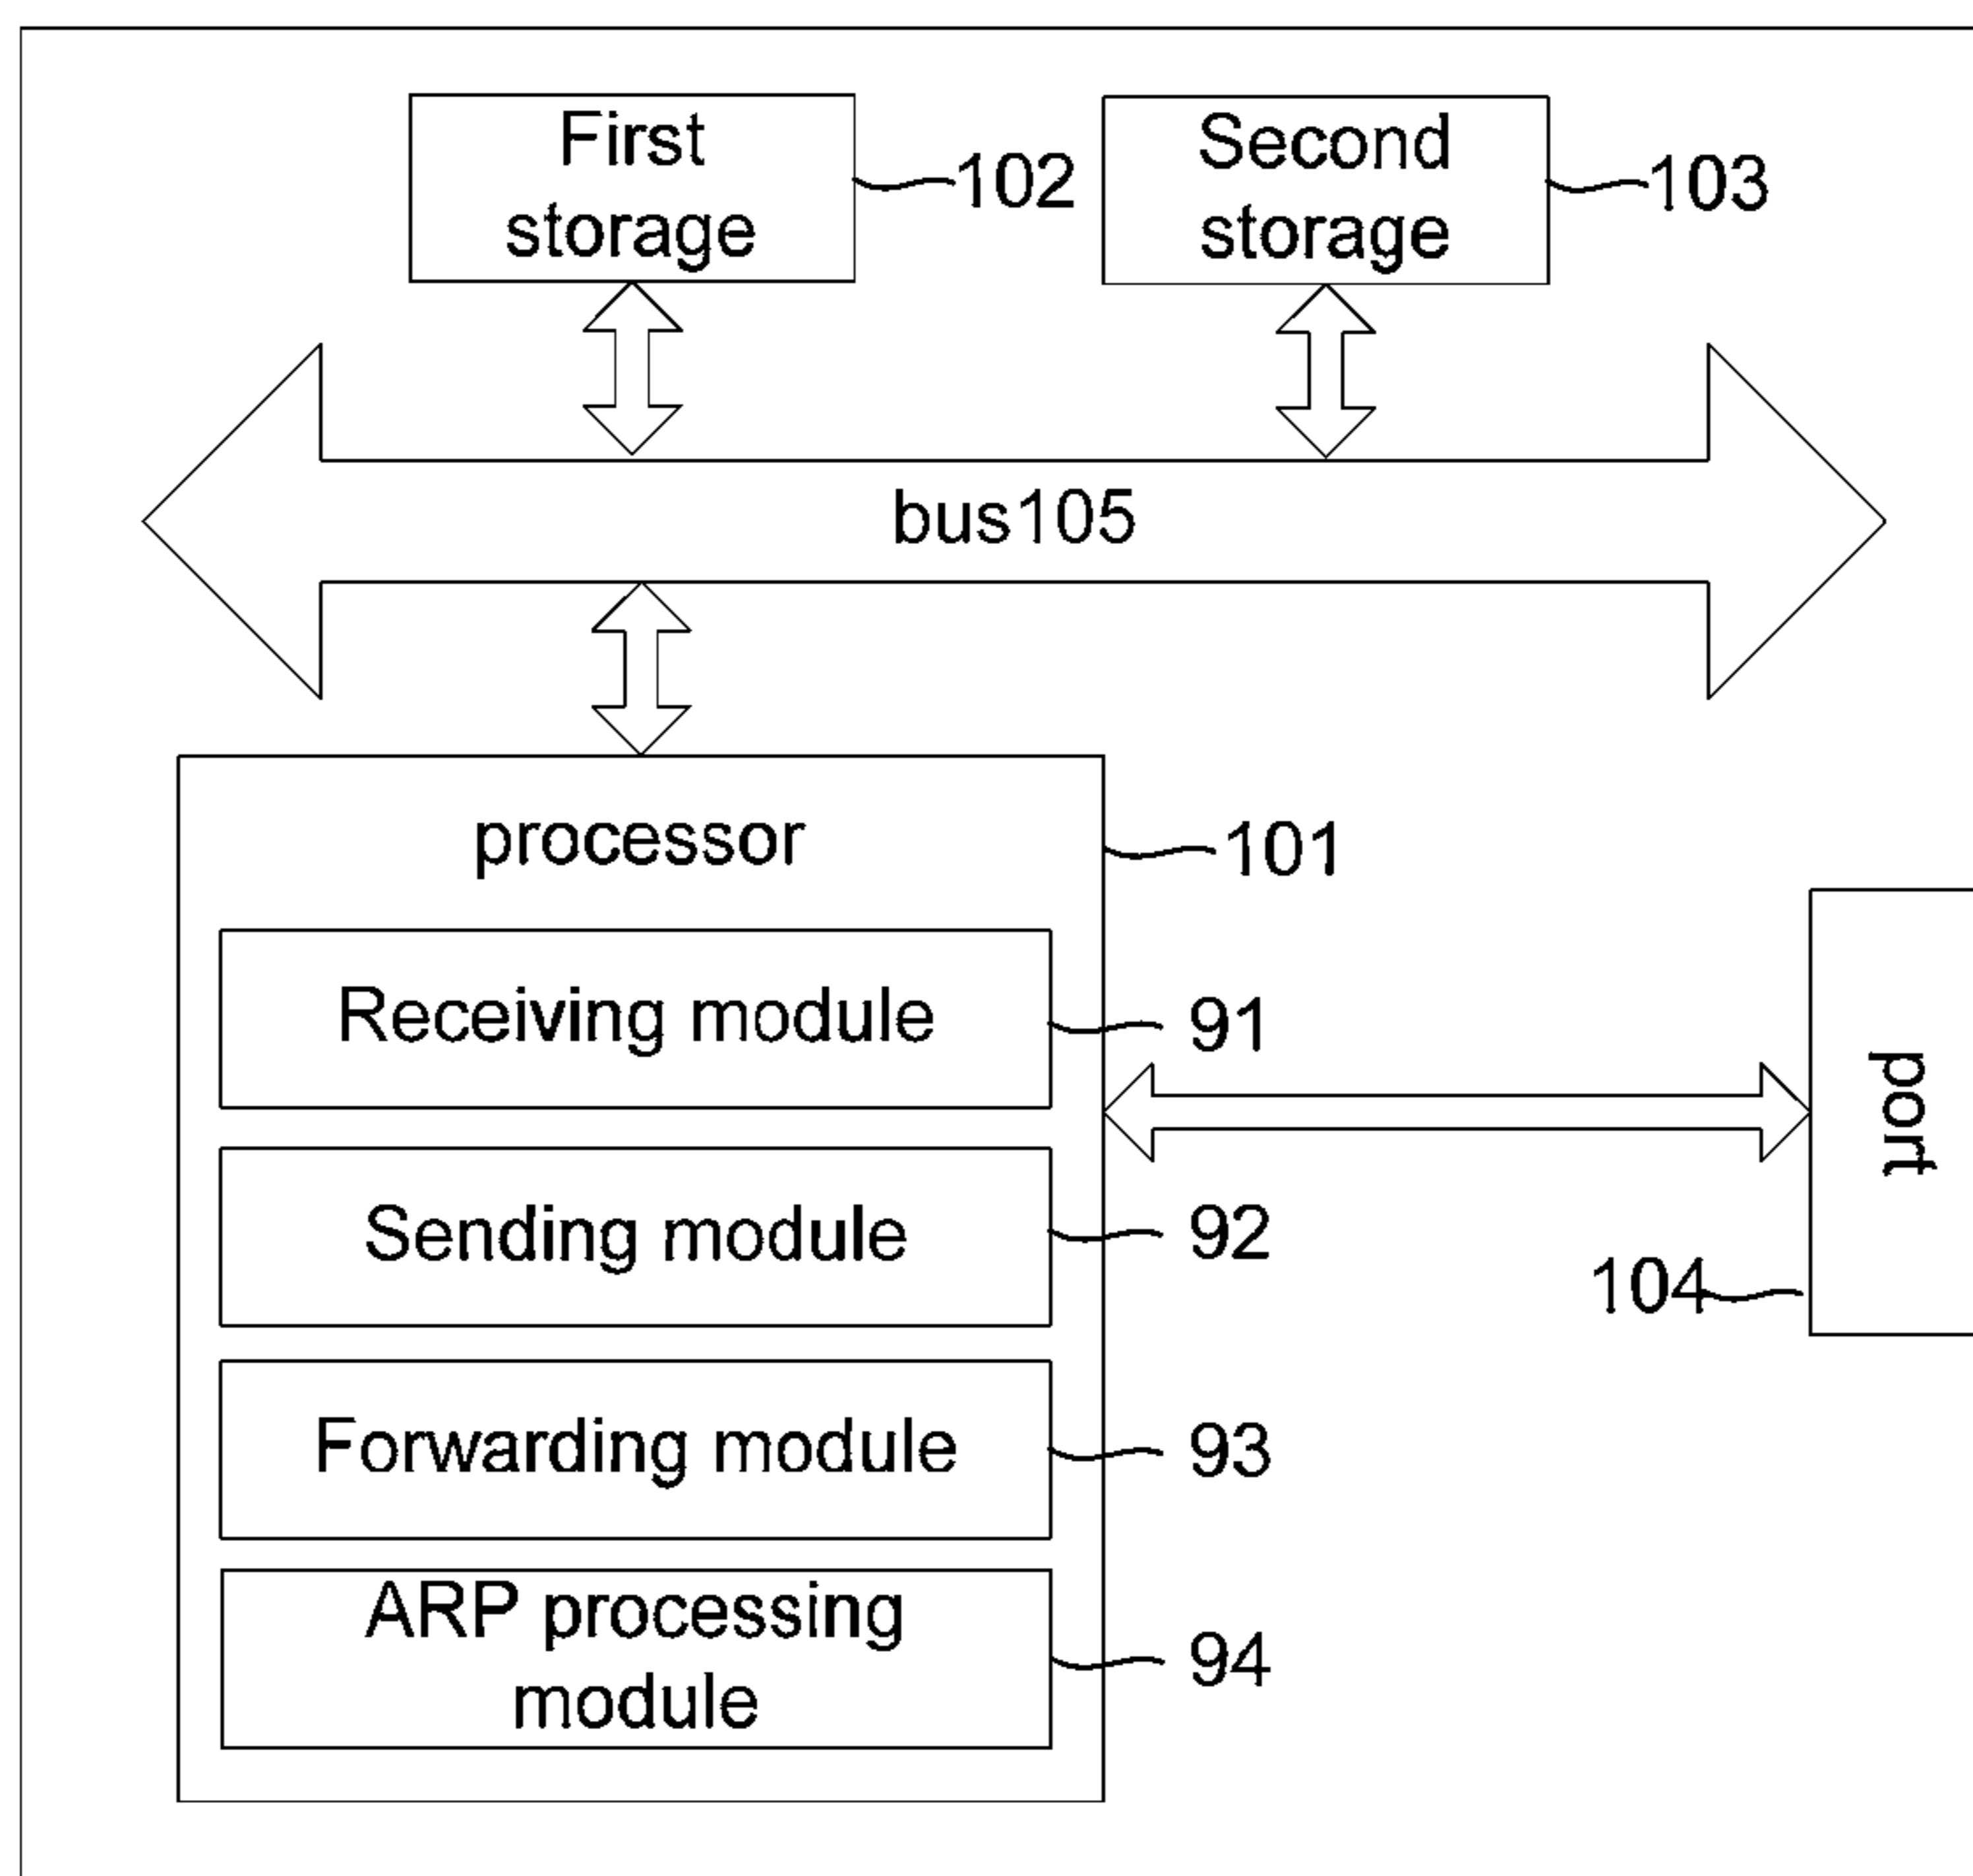 First
storage
102
Second
storage
103
bus105
processor
101
Receiving module
91
Sending module
92
Forwarding module
93
ARP processing
module
94
port
104